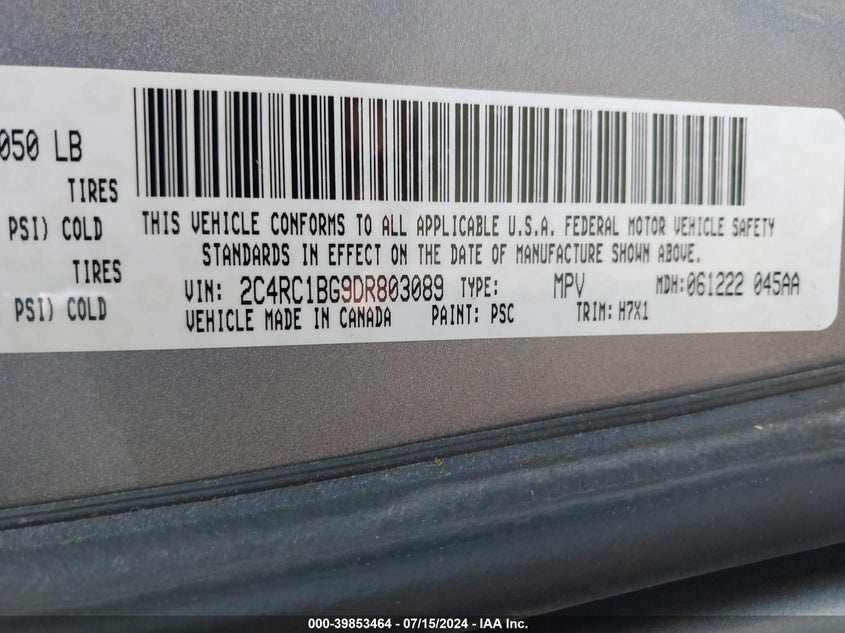 050 LB
TIRES
PSI) COLD
TIRES
PSI) COLD
THIS VEHICLE CONFORMS TO ALL APPLICABLE U.S.A. FEDERAL MOTOR VEHICLE SAFETY
STANDARDS IN EFFECT ON THE DATE OF MANUFACTURE SHOWN ABOVE.
VIN: 2C4RC1BG9DR803089 TYPE: MPV MDH:061222 045AA
VEHICLE MADE IN CANADA PAINT: PSC TRIM: H7X1
000-39853464 - 07/15/2024 - IAA Inc.